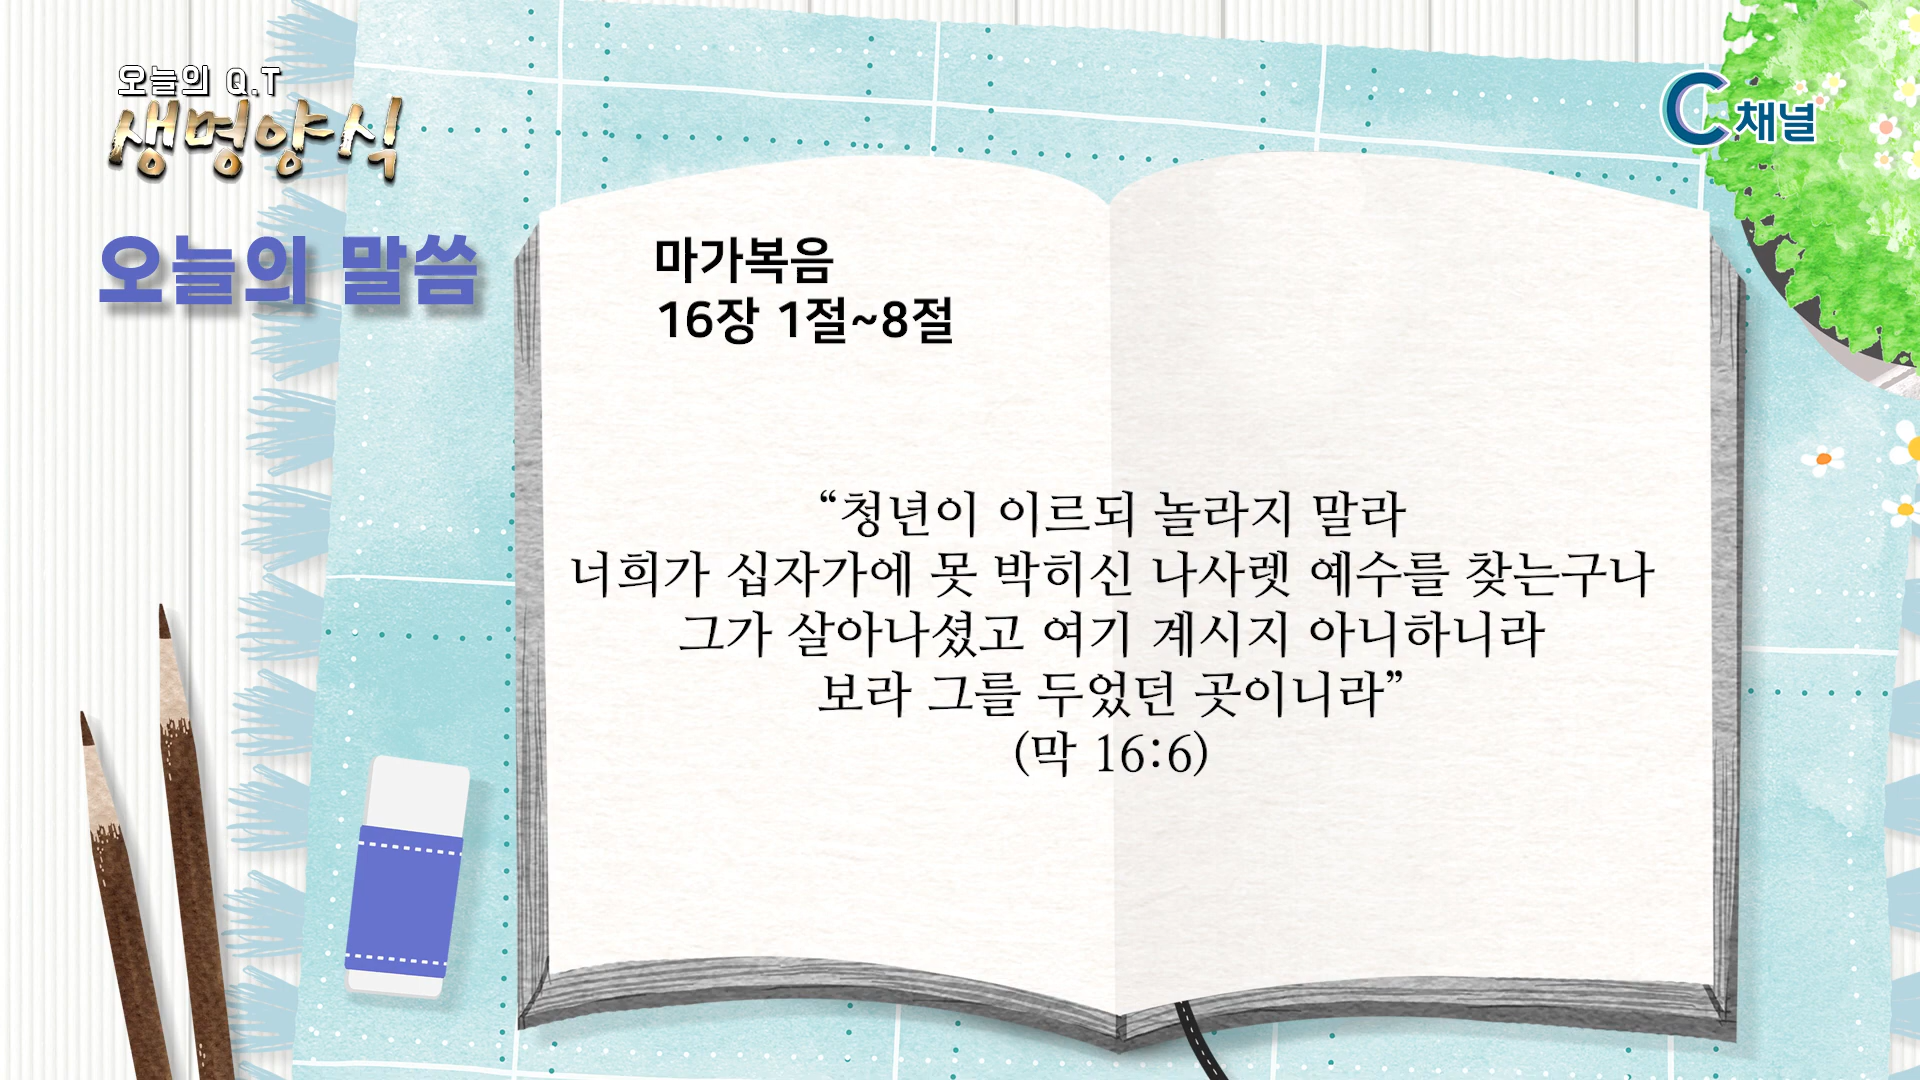 오늘의 Q.T
생명양식
C채널
오늘의 말씀
마가복음
16장 1절~8절
“청년이 이르되 놀라지 말라
너희가 십자가에 못 박히신 나사렛 예수를 찾는구나
그가 살아나셨고 여기 계시지 아니하니라
보라 그를 두었던 곳이니라”
(막 16:6)